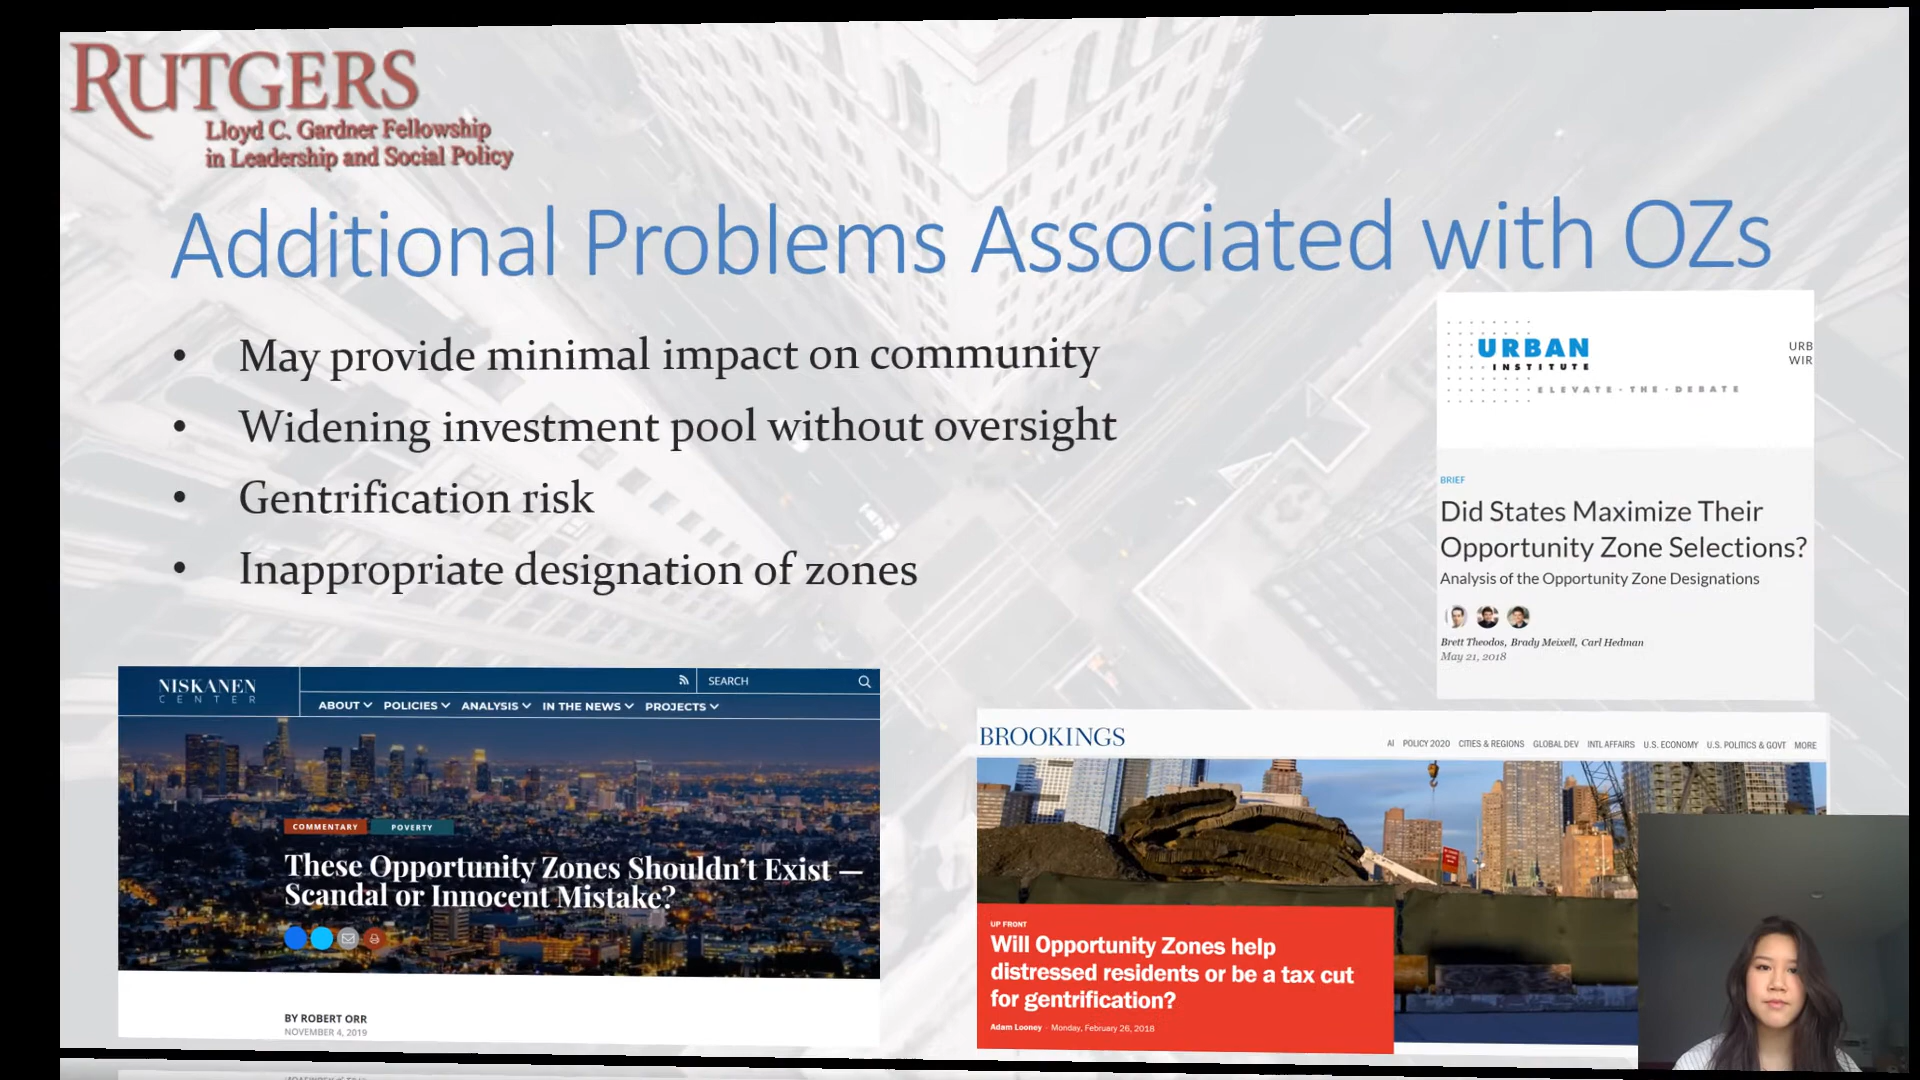 RUTGERS
Lloyd C. Gardner Fellowship
in Leadership and Social Policy
Additional Problems Associated with OZs
• May provide minimal impact on community
• Widening investment pool without oversight
• Gentrification risk
• Inappropriate designation of zones
URBAN
INSTITUTE
ELEVATE · THE · DEBATE
URB
WIR
BRIEF
Did States Maximize Their
Opportunity Zone Selections?
Analysis of the Opportunity Zone Designations
Brett Theodos, Brady Meixell, Carl Hedman
May 21, 2018
NISKANEN
CENTER
SEARCH
ABOUT POLICIES ANALYSIS IN THE NEWS PROJECTS
COMMENTARY POVERTY
These Opportunity Zones Shouldn’t Exist —
Scandal or Innocent Mistake?
BY ROBERT ORR
NOVEMBER 4, 2019
BROOKINGS
AI POLICY 2020 CITES & REGIONS GLOBAL DEV INTL AFFAIRS U.S. ECONOMY U.S. POLITICS & GOVT MORE
UP FRONT
Will Opportunity Zones help
distressed residents or be a tax cut
for gentrification?
Adam Looney – Monday, February 26, 2018